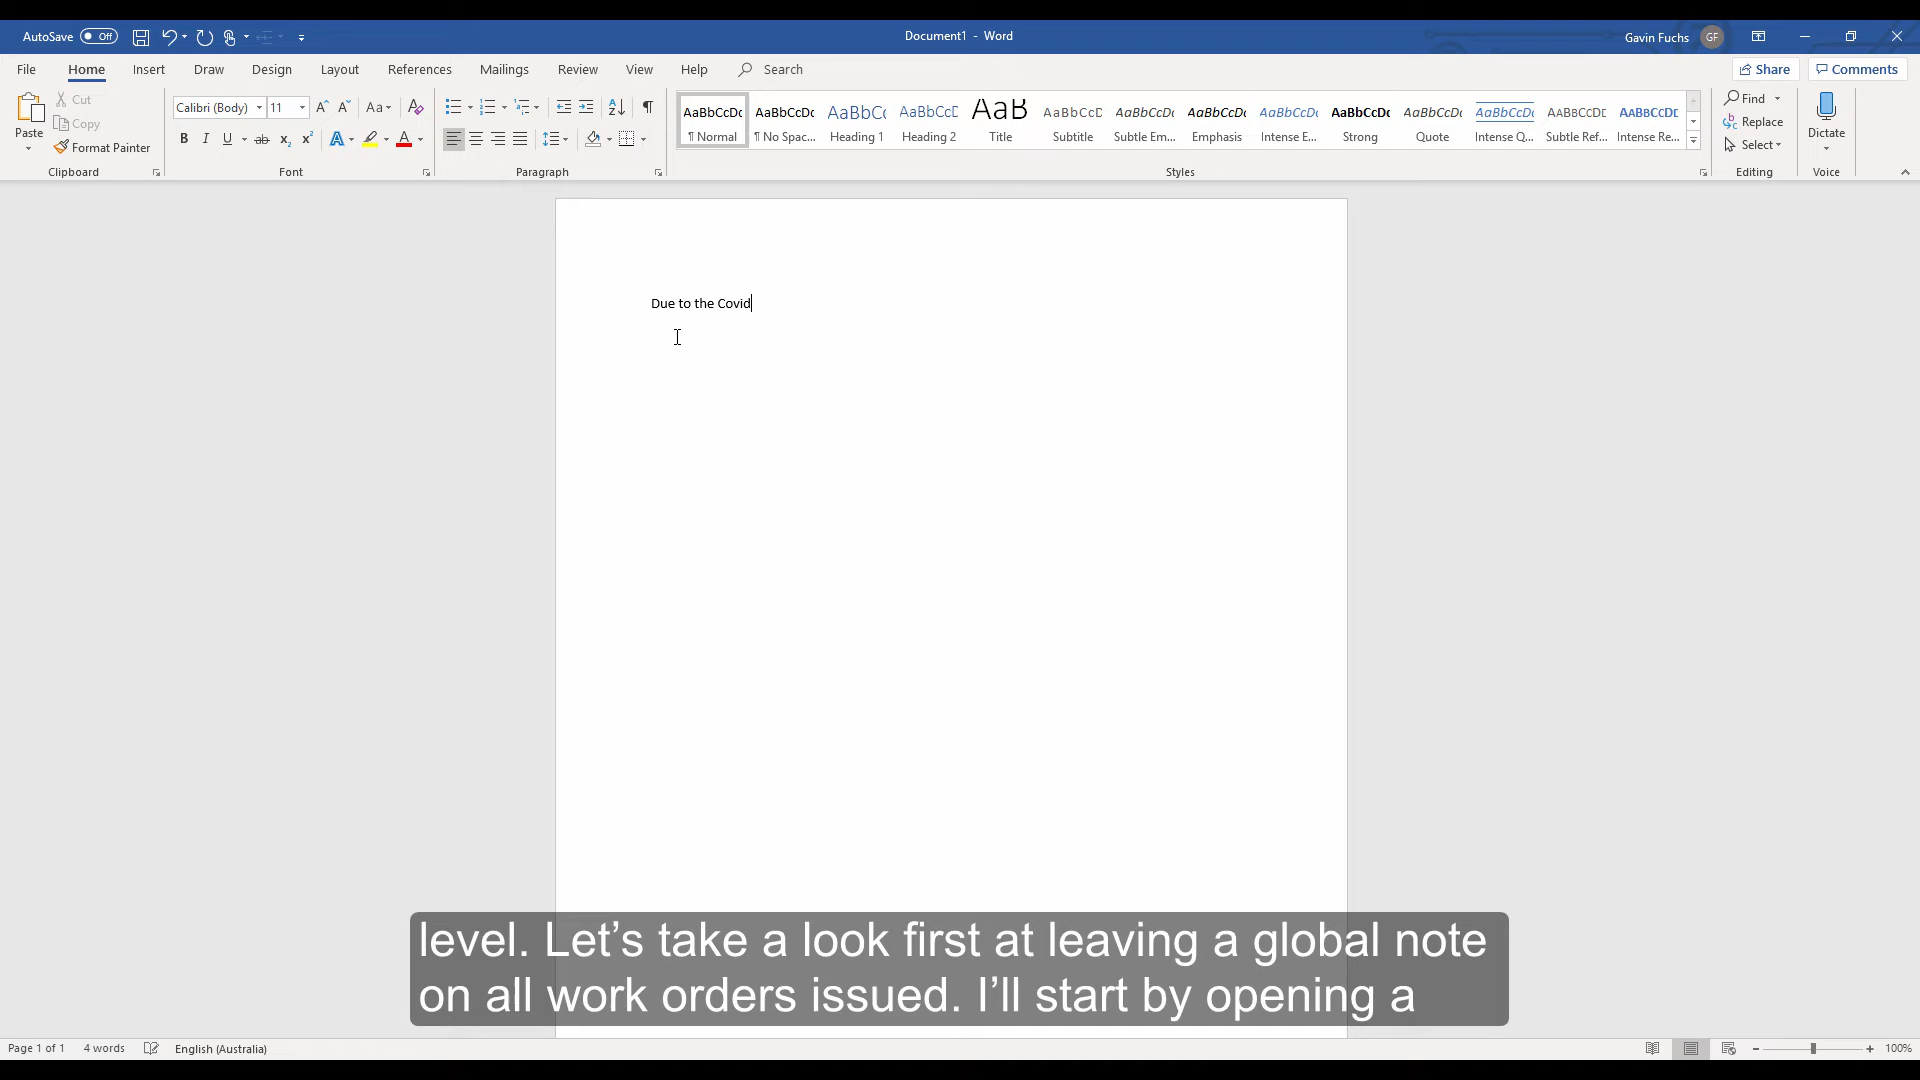 AutoSave Off
Document1 - Word
Gavin Fuchs GF
File Home Insert Draw Design Layout References Mailings Review View Help Search
Share Comments
Paste
Cut
Copy
Format Painter
Clipboard
Calibri (Body) 11
Font
Paragraph
AaBbCcDc AaBbCcDc AaBbCc AaBbCcD AaB AaBbCcD AaBbCcDc AaBbCcDc AaBbCcDc AaBbCcDc AaBbCcDc AaBbCcDc AaBbCcDd AaBbCcDd
¶ Normal ¶ No Spac... Heading 1 Heading 2 Title Subtitle Subtle Em... Emphasis Intense E... Strong Quote Intense Q... Subtle Ref... Intense Re...
Styles
Find
Replace
Select
Editing
Dictate
Voice
Due to the Covid
level. Let’s take a look first at leaving a global note
on all work orders issued. I’ll start by opening a
Page 1 of 1 4 words English (Australia) 100%